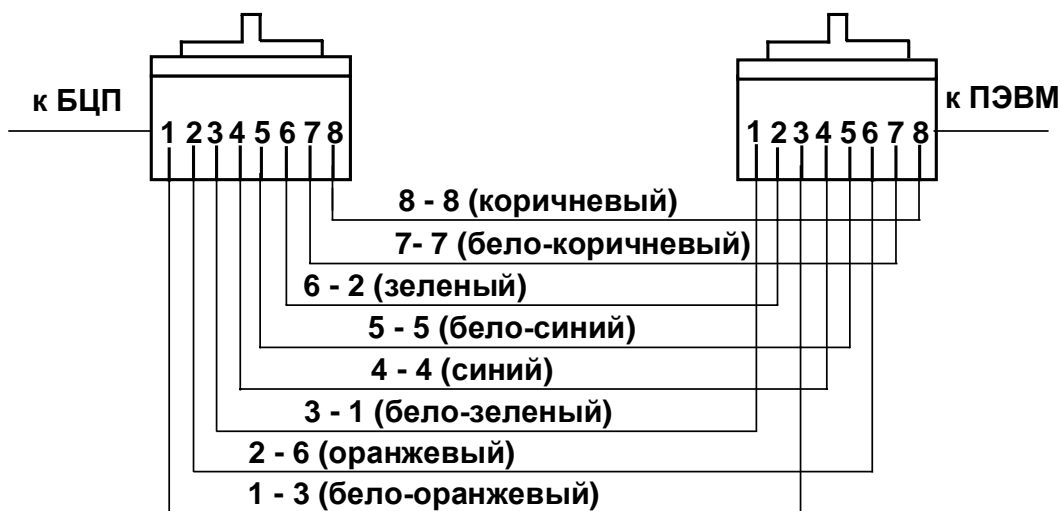 к БЦП
к ПЭВМ
1 2 3 4 5 6 7 8
1 2 3 4 5 6 7 8
8 - 8 (коричневый)
7- 7 (бело-коричневый)
6 - 2 (зеленый)
5 - 5 (бело-синий)
4 - 4 (синий)
3 - 1 (бело-зеленый)
2 - 6 (оранжевый)
1 - 3 (бело-оранжевый)